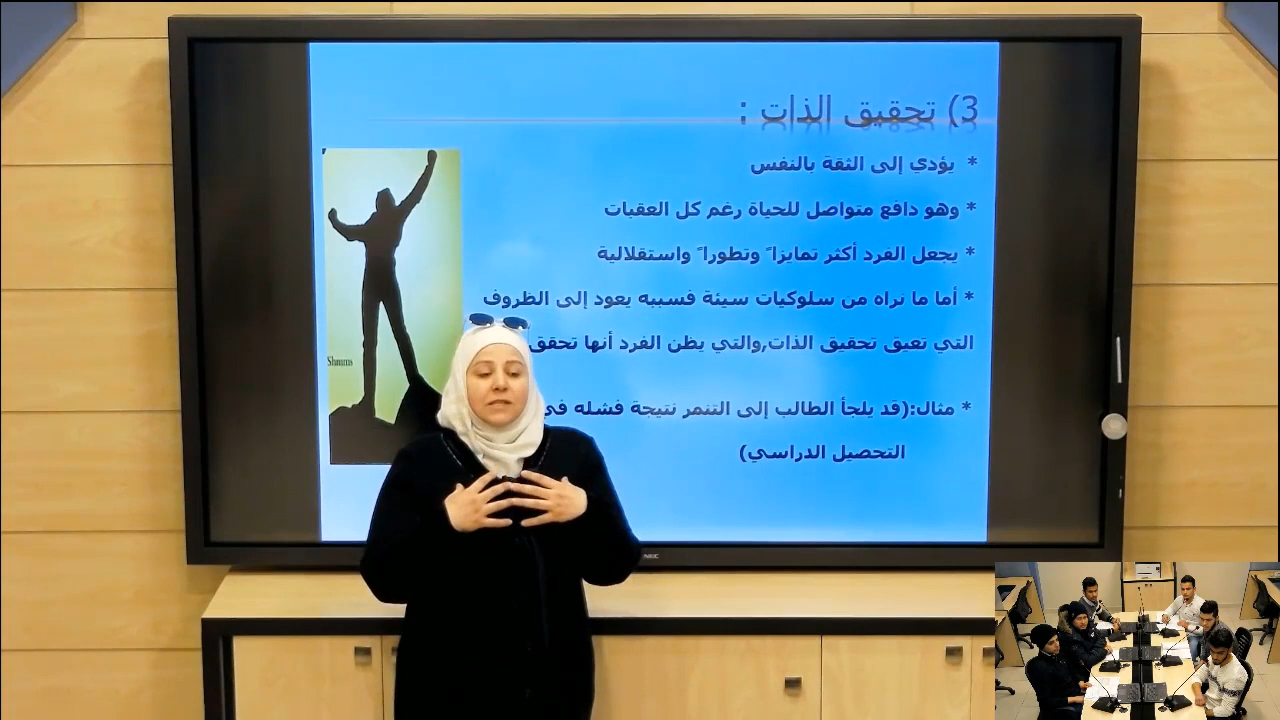 3) تحقيق الذات :
* يؤدي إلى الثقة بالنفس
* وهو دافع متواصل للحياة رغم كل العقبات
* يجعل الفرد أكثر تمايزا ً وتطورا ً واستقلالية
* أما ما نراه من سلوكيات سيئة فسببه يعود إلى الظروف
التي تعيق تحقيق الذات,والتي يظن الفرد أنها تحقق
* مثال:(قد يلجأ الطالب إلى التنمر نتيجة فشله في
التحصيل الدراسي)
Shmms
NEC